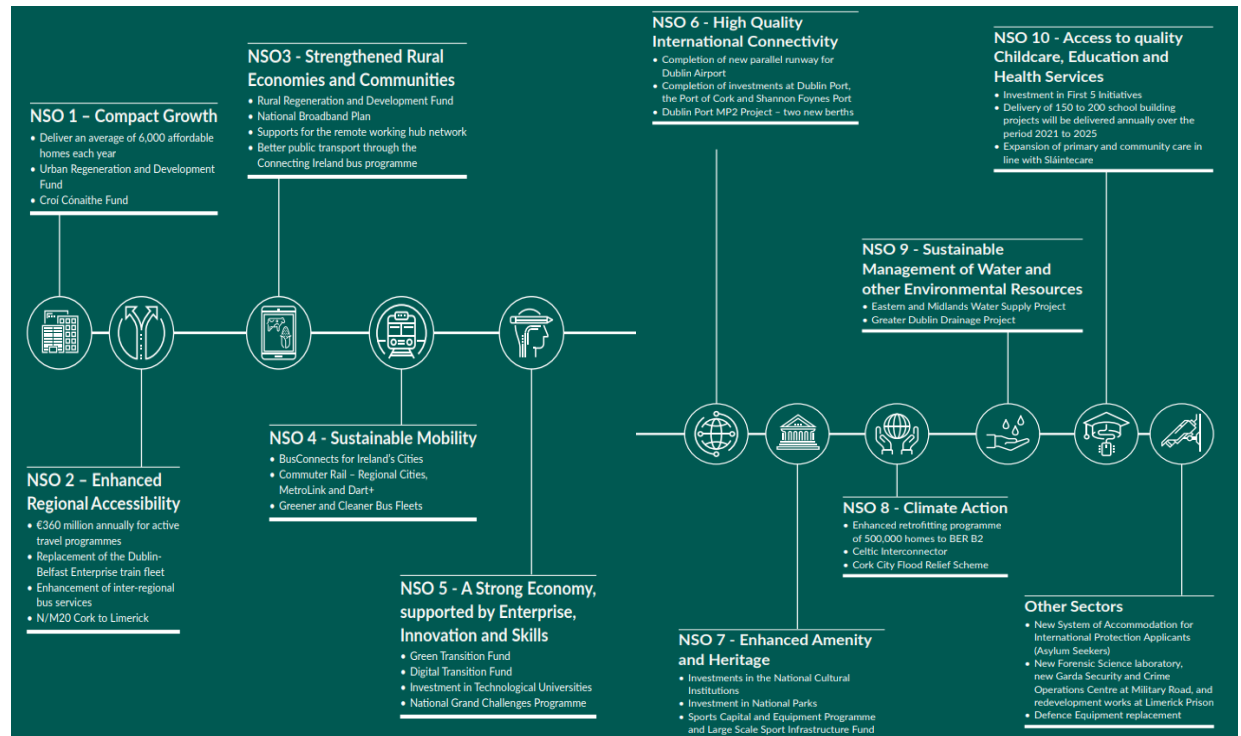 NSO 1 – Compact Growth
• Deliver an average of 6,000 affordable
homes each year
• Urban Regeneration and Development
Fund
• Croí Cónaithe Fund
NSO 2 – Enhanced
Regional Accessibility
• €360 million annually for active
travel programmes
• Replacement of the Dublin-
Belfast Enterprise train fleet
• Enhancement of inter-regional
bus services
• N/M20 Cork to Limerick
NSO3 - Strengthened Rural
Economies and Communities
• Rural Regeneration and Development Fund
• National Broadband Plan
• Supports for the remote working hub network
• Better public transport through the
Connecting Ireland bus programme
NSO 4 - Sustainable Mobility
• BusConnects for Ireland's Cities
• Commuter Rail – Regional Cities,
MetroLink and Dart+
• Greener and Cleaner Bus Fleets
NSO 5 - A Strong Economy,
supported by Enterprise,
Innovation and Skills
• Green Transition Fund
• Digital Transition Fund
• Investment in Technological Universities
• National Grand Challenges Programme
NSO 6 - High Quality
International Connectivity
• Completion of new parallel runway for
Dublin Airport
• Completion of investments at Dublin Port,
the Port of Cork and Shannon Foynes Port
• Dublin Port MP2 Project – two new berths
NSO 7 - Enhanced Amenity
and Heritage
• Investments in the National Cultural
Institutions
• Investment in National Parks
• Sports Capital and Equipment Programme
and Large Scale Sport Infrastructure Fund
NSO 8 - Climate Action
• Enhanced retrofitting programme
of 500,000 homes to BER B2
• Celtic Interconnector
• Cork City Flood Relief Scheme
NSO 9 - Sustainable
Management of Water and
other Environmental Resources
• Eastern and Midlands Water Supply Project
• Greater Dublin Drainage Project
NSO 10 - Access to quality
Childcare, Education and
Health Services
• Investment in First 5 Initiatives
• Delivery of 150 to 200 school building
projects will be delivered annually over the
period 2021 to 2025
• Expansion of primary and community care in
line with Sláintecare
Other Sectors
• New System of Accommodation for
International Protection Applicants
(Asylum Seekers)
• New Forensic Science laboratory,
new Garda Security and Crime
Operations Centre at Military Road, and
redevelopment works at Limerick Prison
• Defence Equipment replacement